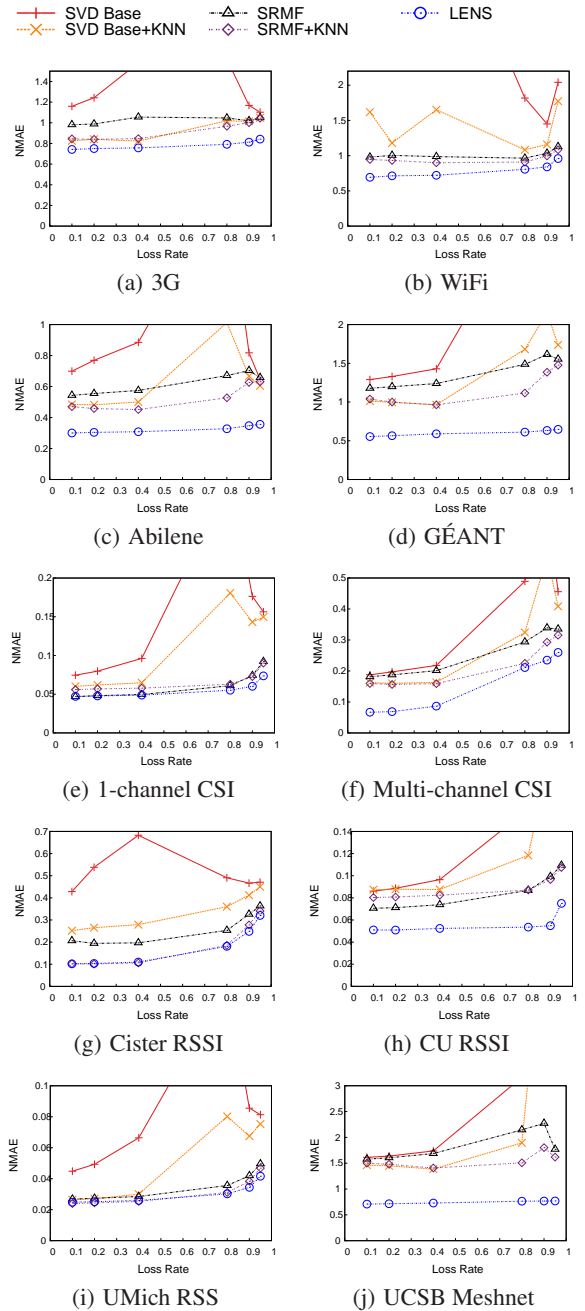 SVD Base
SVD Base+KNN
SRMF
SRMF+KNN
LENS
NMAE
1.4
1.2
1
0.8
0.6
0.4
0.2
0
0 0.1 0.2 0.3 0.4 0.5 0.6 0.7 0.8 0.9 1
Loss Rate
(a) 3G
NMAE
2
1.5
1
0.5
0
0 0.1 0.2 0.3 0.4 0.5 0.6 0.7 0.8 0.9 1
Loss Rate
(b) WiFi
NMAE
1
0.8
0.6
0.4
0.2
0
0 0.1 0.2 0.3 0.4 0.5 0.6 0.7 0.8 0.9 1
Loss Rate
(c) Abilene
NMAE
2
1.5
1
0.5
0
0 0.1 0.2 0.3 0.4 0.5 0.6 0.7 0.8 0.9 1
Loss Rate
(d) GÉANT
NMAE
0.2
0.15
0.1
0.05
0
0 0.1 0.2 0.3 0.4 0.5 0.6 0.7 0.8 0.9 1
Loss Rate
(e) 1-channel CSI
NMAE
0.5
0.4
0.3
0.2
0.1
0
0 0.1 0.2 0.3 0.4 0.5 0.6 0.7 0.8 0.9 1
Loss Rate
(f) Multi-channel CSI
NMAE
0.7
0.6
0.5
0.4
0.3
0.2
0.1
0
0 0.1 0.2 0.3 0.4 0.5 0.6 0.7 0.8 0.9 1
Loss Rate
(g) Cister RSSI
NMAE
0.14
0.12
0.1
0.08
0.06
0.04
0.02
0
0 0.1 0.2 0.3 0.4 0.5 0.6 0.7 0.8 0.9 1
Loss Rate
(h) CU RSSI
NMAE
0.1
0.08
0.06
0.04
0.02
0
0 0.1 0.2 0.3 0.4 0.5 0.6 0.7 0.8 0.9 1
Loss Rate
(i) UMich RSS
NMAE
3
2.5
2
1.5
1
0.5
0
0 0.1 0.2 0.3 0.4 0.5 0.6 0.7 0.8 0.9 1
Loss Rate
(j) UCSB Meshnet